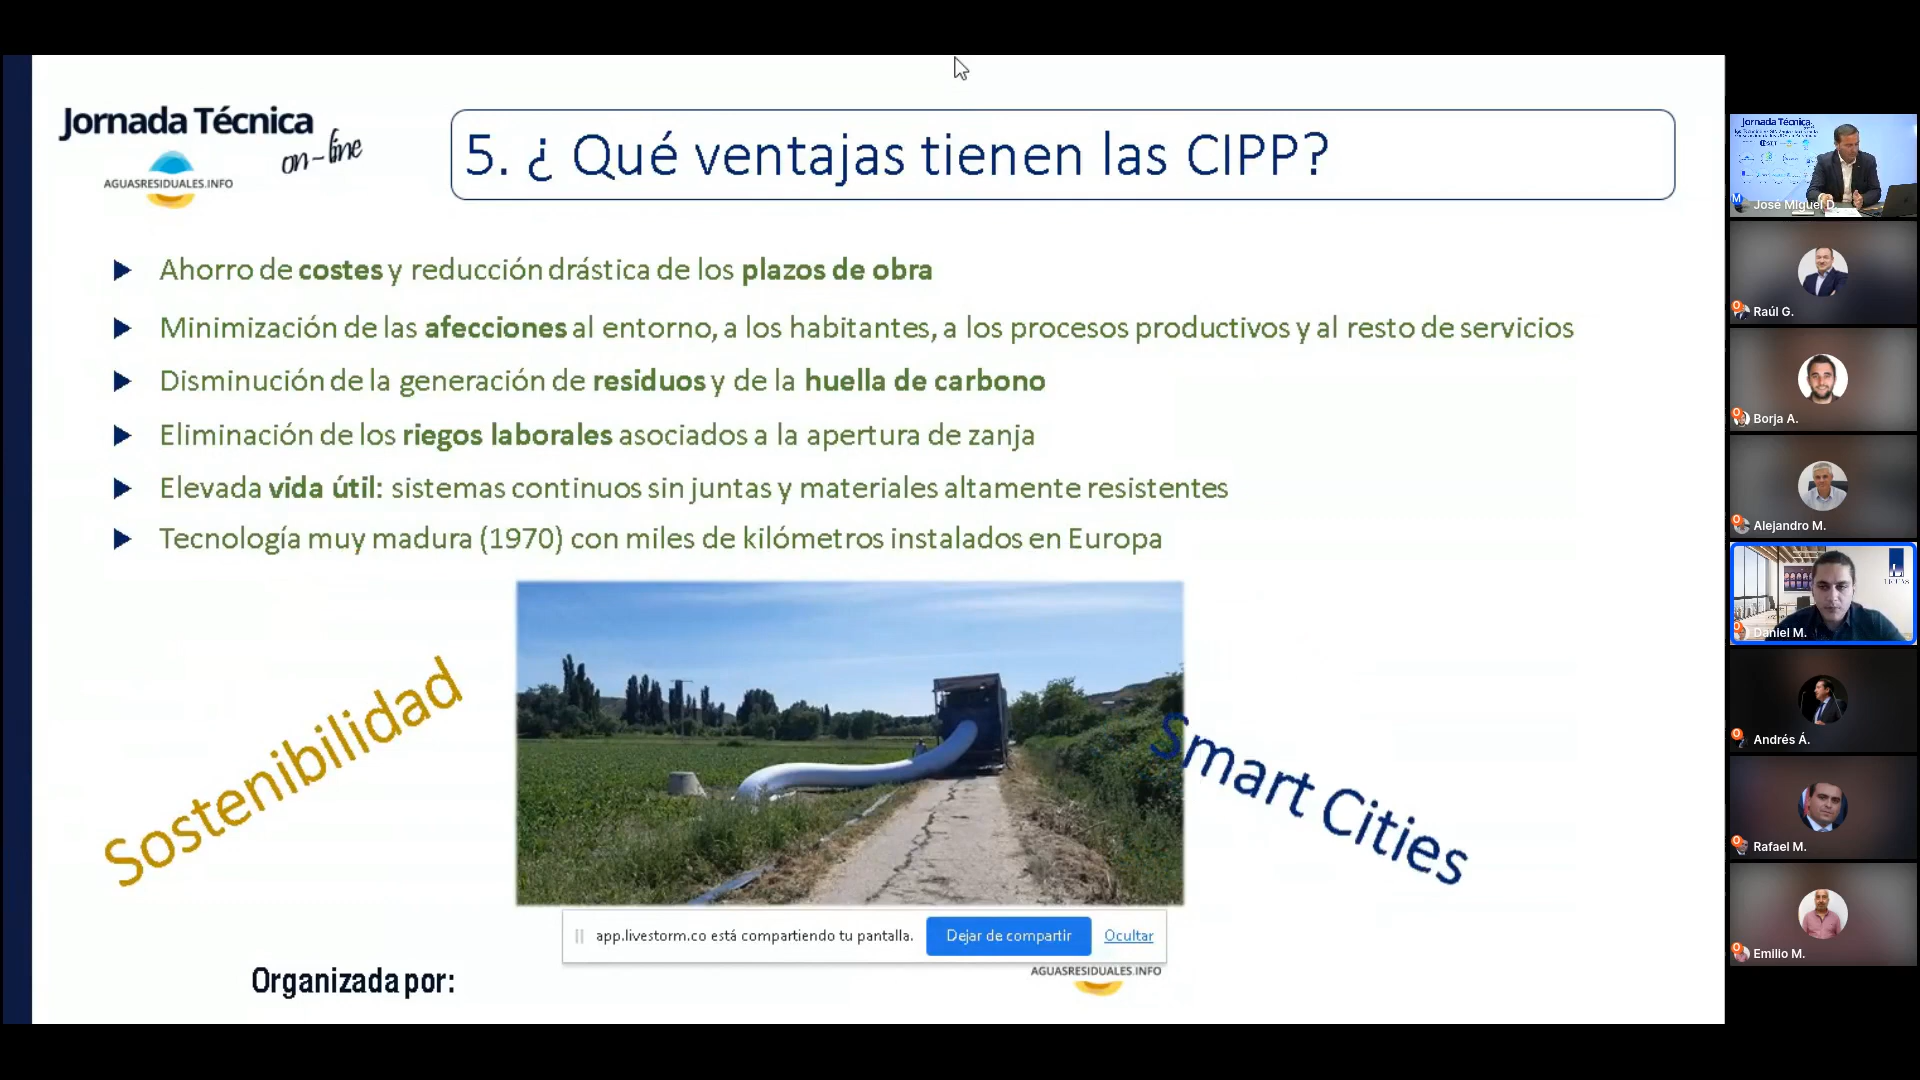 Jornada Técnica
on-line
AGUASRESIDUALES.INFO
5. ¿ Qué ventajas tienen las CIPP?
Ahorro de costes y reducción drástica de los plazos de obra
Minimización de las afecciones al entorno, a los habitantes, a los procesos productivos y al resto de servicios
Disminución de la generación de residuos y de la huella de carbono
Eliminación de los riegos laborales asociados a la apertura de zanja
Elevada vida útil: sistemas continuos sin juntas y materiales altamente resistentes
Tecnología muy madura (1970) con miles de kilómetros instalados en Europa
Sostenibilidad
Smart Cities
app.livestorm.co está compartiendo tu pantalla.
Dejar de compartir
Ocultar
Organizada por:
AGUASRESIDUALES.INFO
Jornada Técnica
M
José Miguel D.
Raúl G.
Borja A.
Alejandro M.
Daniel M.
Andrés Á.
Rafael M.
Emilio M.